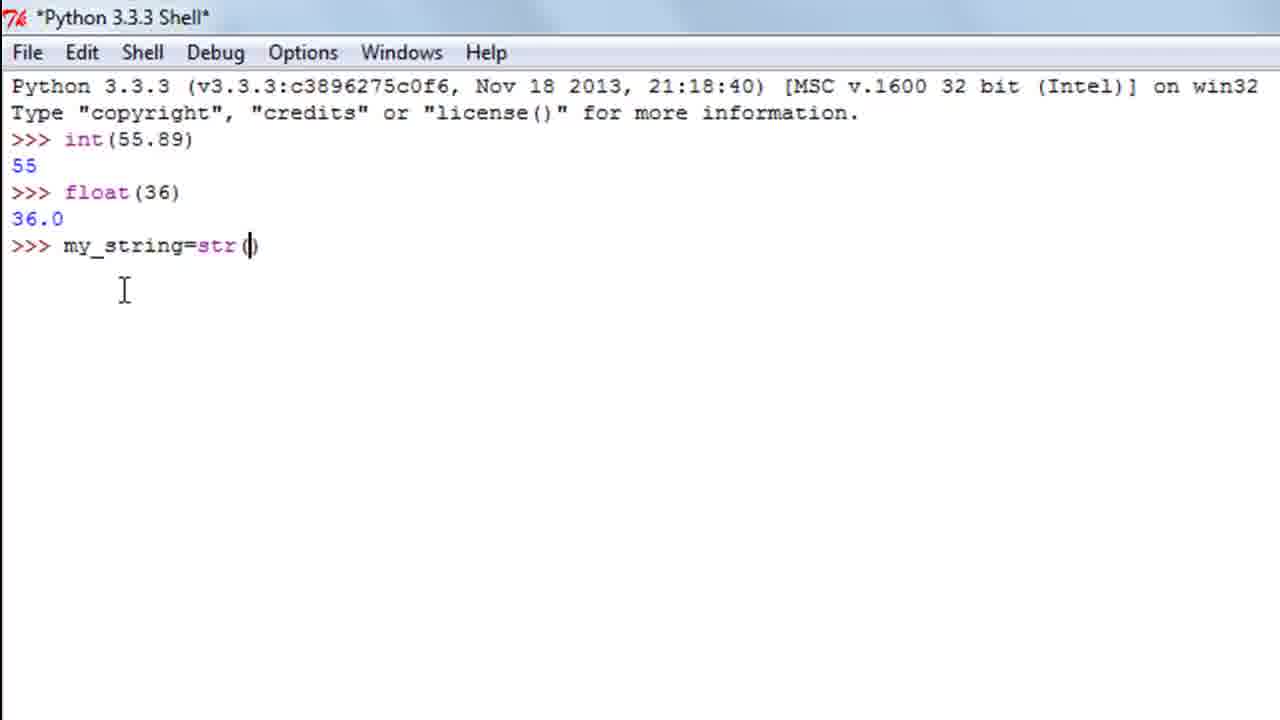 *Python 3.3.3 Shell*
File Edit Shell Debug Options Windows Help
Python 3.3.3 (v3.3.3:c3896275c0f6, Nov 18 2013, 21:18:40) [MSC v.1600 32 bit (Intel)] on win32
Type "copyright", "credits" or "license()" for more information.
>>> int(55.89)
55
>>> float(36)
36.0
>>> my_string=str()